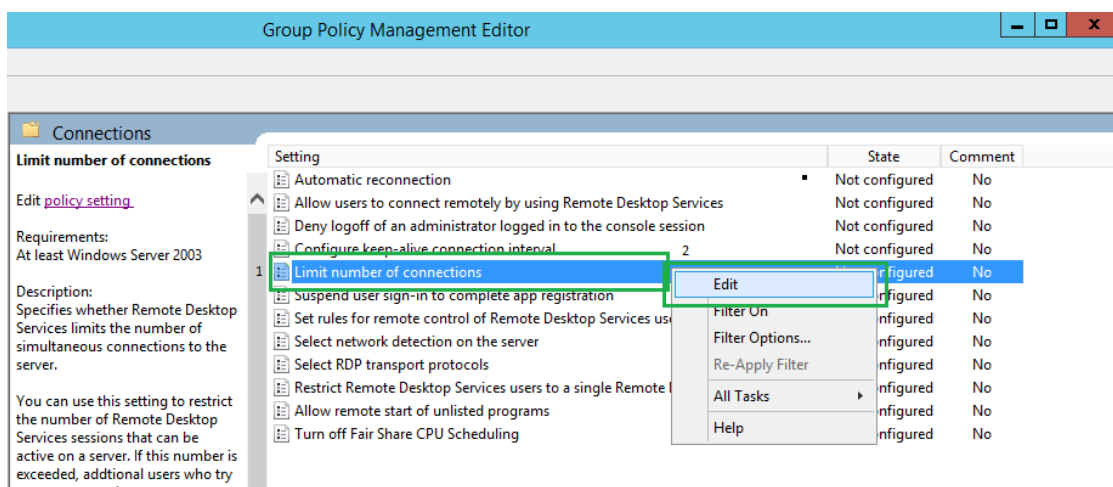 Group Policy Management Editor
Connections
Limit number of connections
Edit policy setting
Requirements:
At least Windows Server 2003
Description:
Specifies whether Remote Desktop
Services limits the number of
simultaneous connections to the
server.
You can use this setting to restrict
the number of Remote Desktop
Services sessions that can be
active on a server. If this number is
exceeded, addtional users who try
Setting State Comment
Automatic reconnection Not configured No
Allow users to connect remotely by using Remote Desktop Services Not configured No
Deny logoff of an administrator logged in to the console session Not configured No
Configure keep-alive connection interval 2 Not configured No
1 Limit number of connections configured No
Suspend user sign-in to complete app registration nfigured No
Set rules for remote control of Remote Desktop Services use nfigured No
Select network detection on the server nfigured No
Select RDP transport protocols nfigured No
Restrict Remote Desktop Services users to a single Remote nfigured No
Allow remote start of unlisted programs nfigured No
Turn off Fair Share CPU Scheduling nfigured No
Edit
Filter On
Filter Options...
Re-Apply Filter
All Tasks
Help